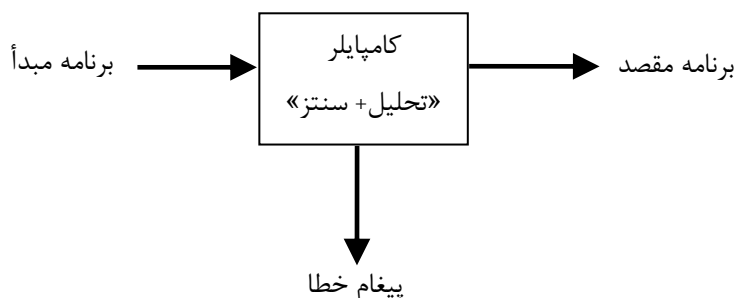 کامپایلر
«تحلیل+ سنتز»
برنامه مبدأ
برنامه مقصد
پیغام خطا